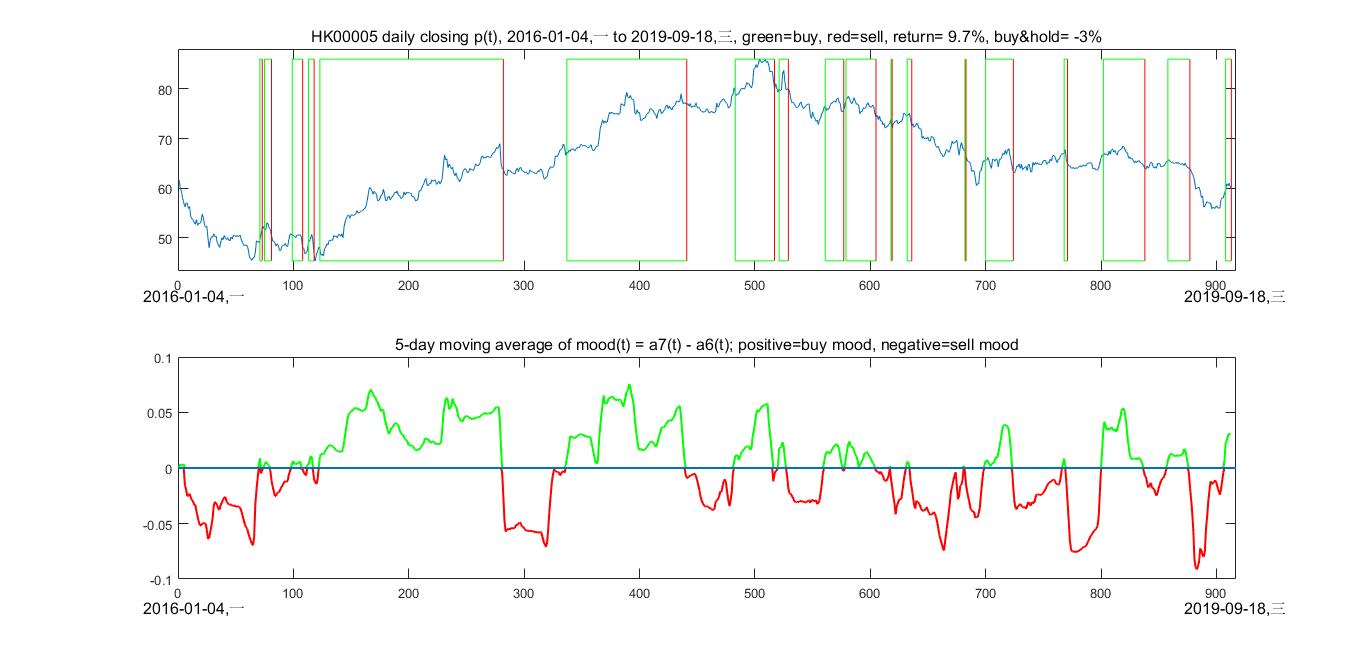 HK00005 daily closing p(t), 2016-01-04,一 to 2019-09-18,三, green=buy, red=sell, return= 9.7%, buy&hold= -3%
80
70
60
50
0 100 200 300 400 500 600 700 800 900
2016-01-04,一 2019-09-18,三
5-day moving average of mood(t) = a7(t) - a6(t); positive=buy mood, negative=sell mood
0.1
0.05
0
-0.05
-0.1
0 100 200 300 400 500 600 700 800 900
2016-01-04,一 2019-09-18,三